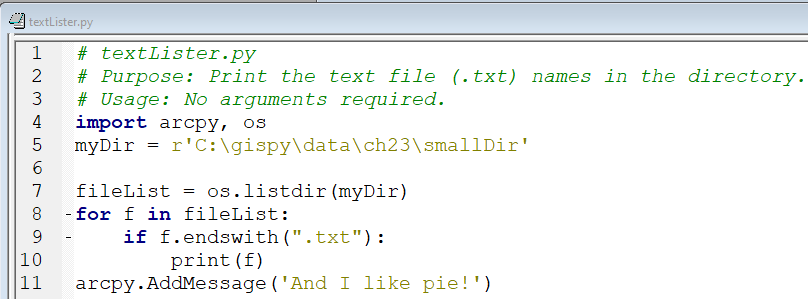 textLister.py
1 # textLister.py
2 # Purpose: Print the text file (.txt) names in the directory.
3 # Usage: No arguments required.
4 import arcpy, os
5 myDir = r'C:\gispy\data\ch23\smallDir'
6
7 fileList = os.listdir(myDir)
8 -for f in fileList:
9 -    if f.endswith(".txt"):
10         print(f)
11 arcpy.AddMessage('And I like pie!')